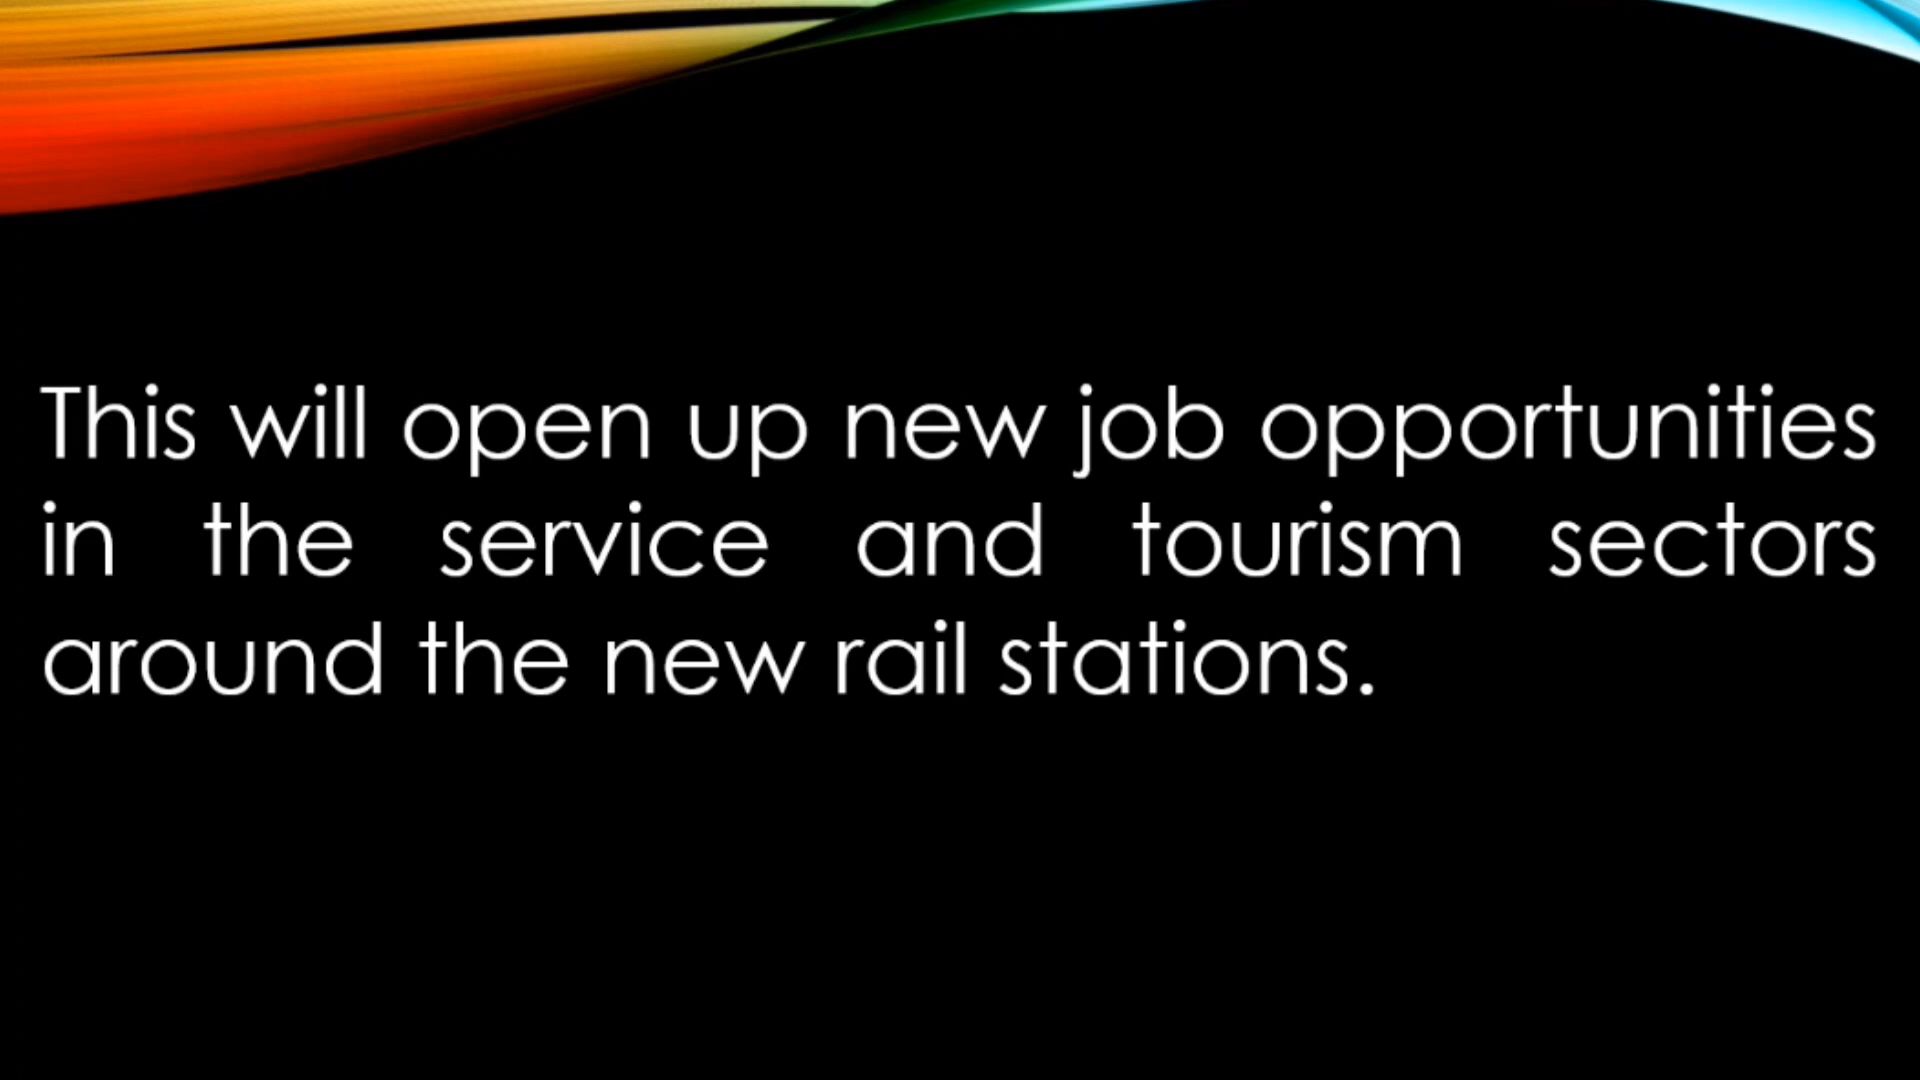 This will open up new job opportunities
in the service and tourism sectors
around the new rail stations.